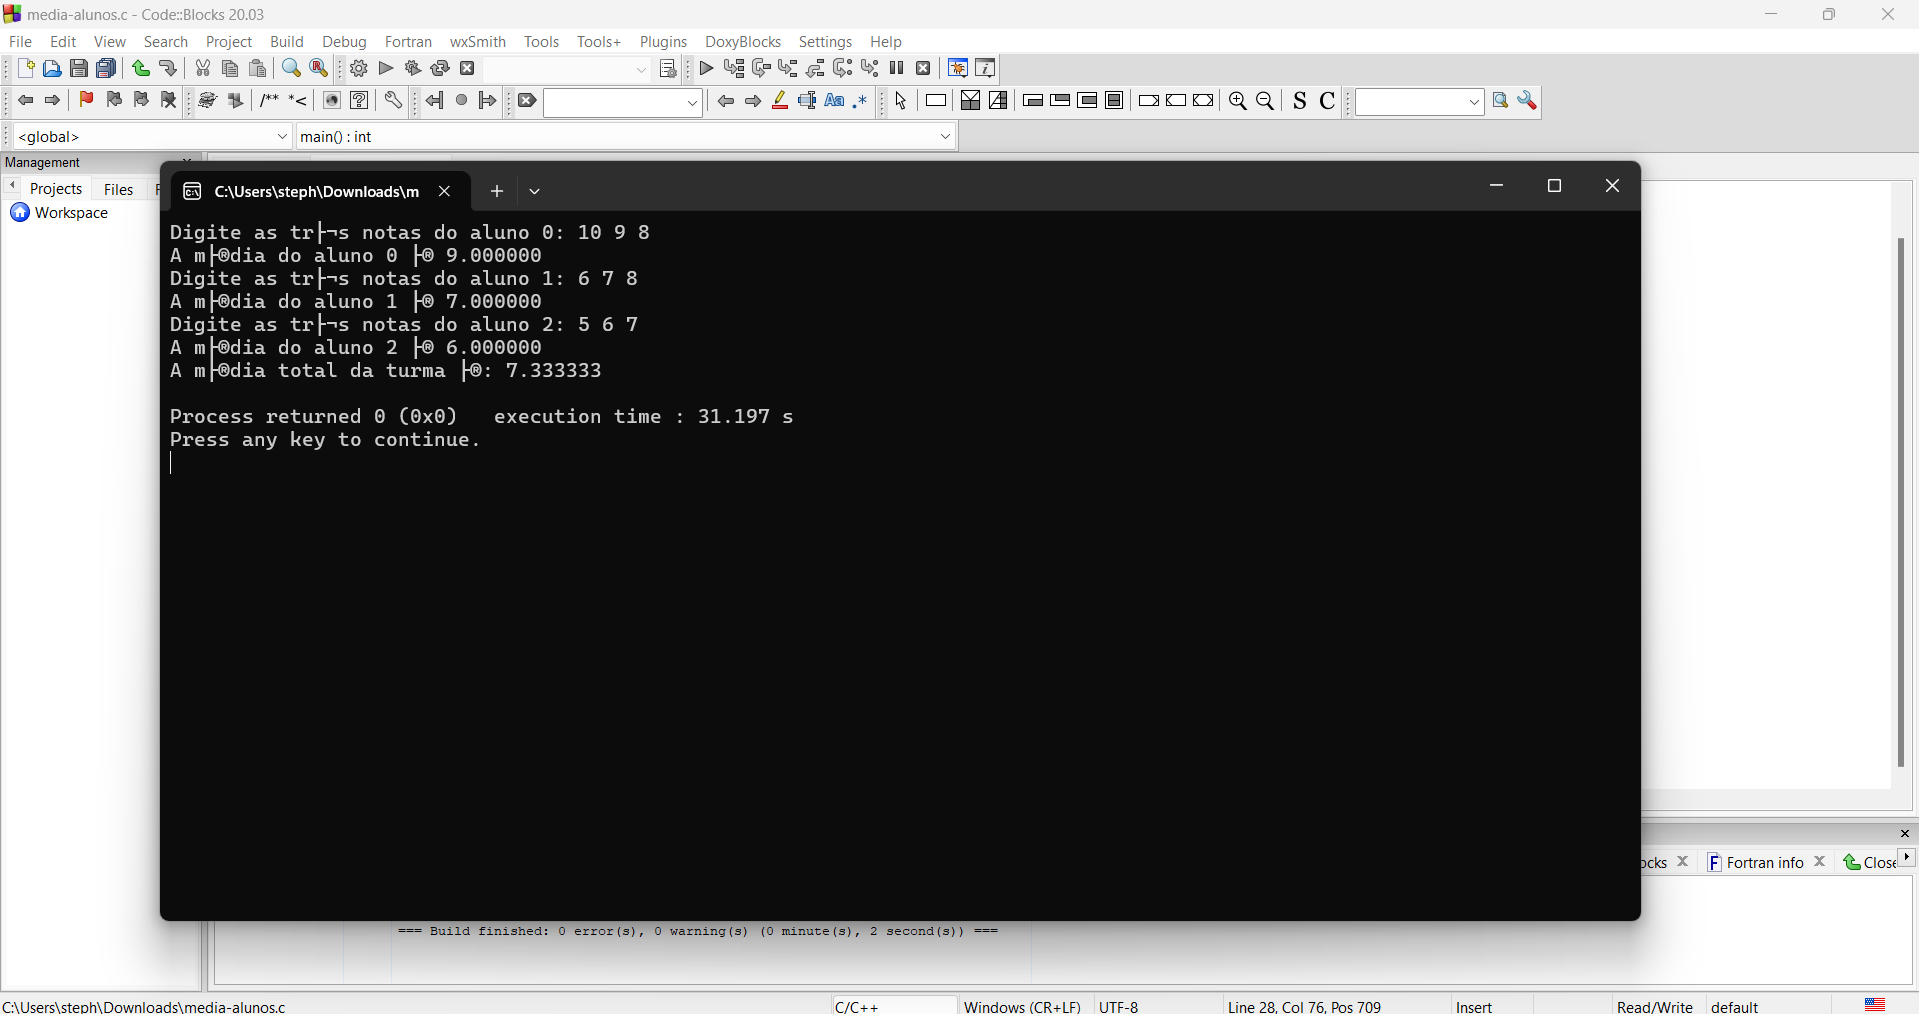 media-alunos.c - Code::Blocks 20.03
File Edit View Search Project Build Debug Fortran wxSmith Tools Tools+ Plugins DoxyBlocks Settings Help
/** *<
Aa .*
S C
<global> main() : int
Management
Projects Files
Workspace
C:\Users\steph\Downloads\m
Digite as tr├¬s notas do aluno 0: 10 9 8
A m├®dia do aluno 0 ├® 9.000000
Digite as tr├¬s notas do aluno 1: 6 7 8
A m├®dia do aluno 1 ├® 7.000000
Digite as tr├¬s notas do aluno 2: 5 6 7
A m├®dia do aluno 2 ├® 6.000000
A m├®dia total da turma ├®: 7.333333
Process returned 0 (0x0)   execution time : 31.197 s
Press any key to continue.
ocks Fortran info Close
=== Build finished: 0 error(s), 0 warning(s) (0 minute(s), 2 second(s)) ===
C:\Users\steph\Downloads\media-alunos.c C/C++ Windows (CR+LF) UTF-8 Line 28, Col 76, Pos 709 Insert Read/Write default